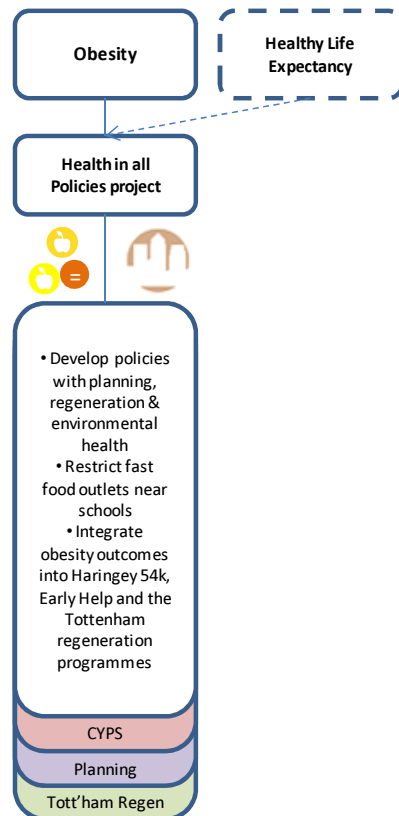 Obesity
Healthy Life
Expectancy
Health in all
Policies project
=
• Develop policies
with planning,
regeneration &
environmental
health
• Restrict fast
food outlets near
schools
• Integrate
obesity outcomes
into Haringey 54k,
Early Help and the
Tottenham
regeneration
programmes
CYPS
Planning
Tott'ham Regen